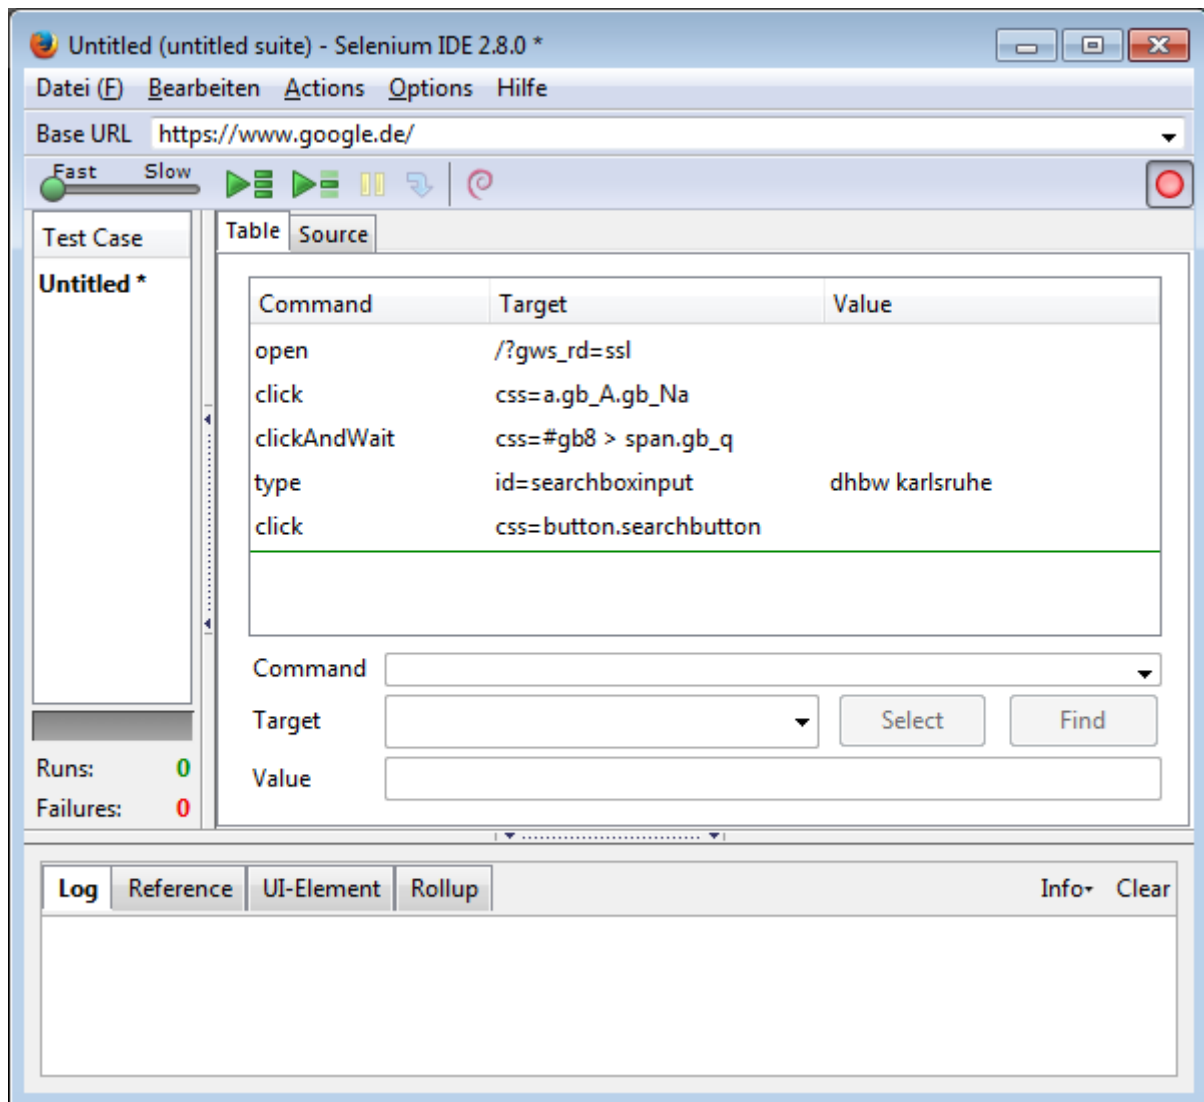 Untitled (untitled suite) - Selenium IDE 2.8.0 *
Datei (F) Bearbeiten Actions Options Hilfe
Base URL https://www.google.de/
Fast Slow
Test Case
Untitled *
Runs: 0
Failures: 0
Table Source
Command Target Value
open /?gws_rd=ssl
click css=a.gb_A.gb_Na
clickAndWait css=#gb8 > span.gb_q
type id=searchboxinput dhbw karlsruhe
click css=button.searchbutton
Command
Target Select Find
Value
Log Reference UI-Element Rollup Info Clear